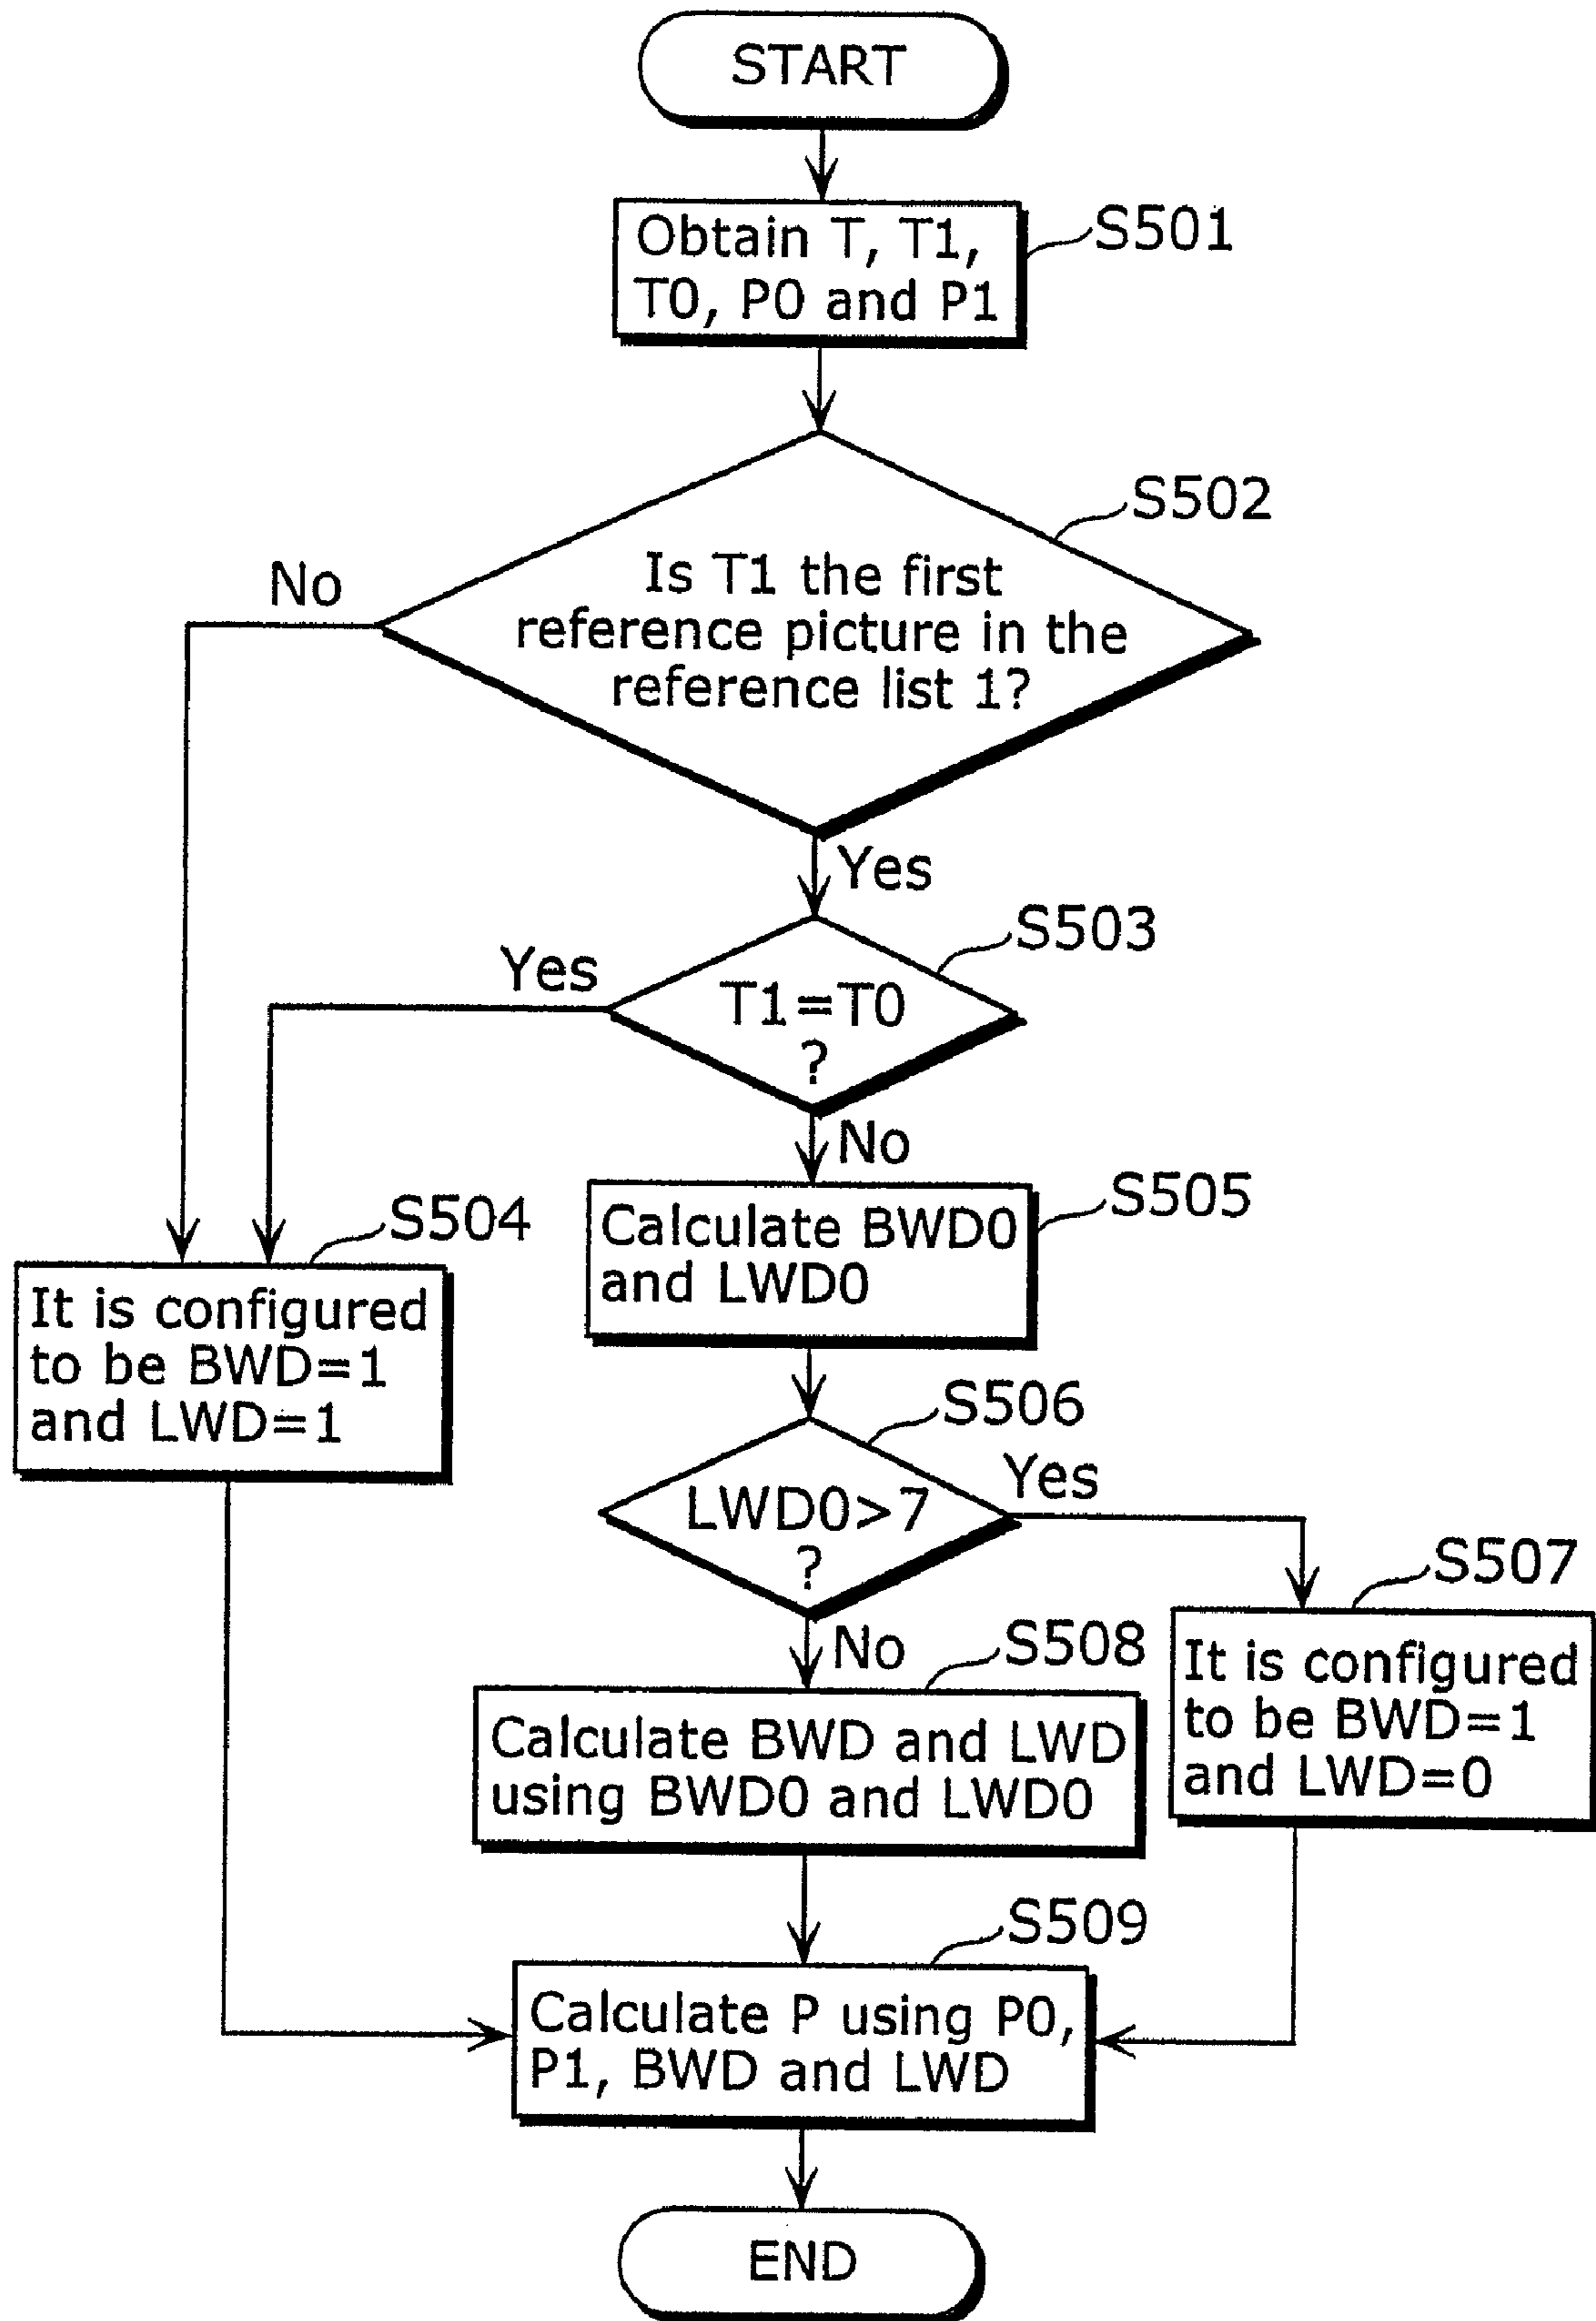 START
Obtain T, T1,
T0, P0 and P1
S501
S502
No
Is T1 the first
reference picture in the
reference list 1?
Yes
S503
Yes
T1=T0
?
No
S504
S505
It is configured
to be BWD=1
and LWD=1
Calculate BWD0
and LWD0
S506
LWD0>7
?
Yes
S507
No
S508
It is configured
to be BWD=1
and LWD=0
Calculate BWD and LWD
using BWD0 and LWD0
S509
Calculate P using P0,
P1, BWD and LWD
END